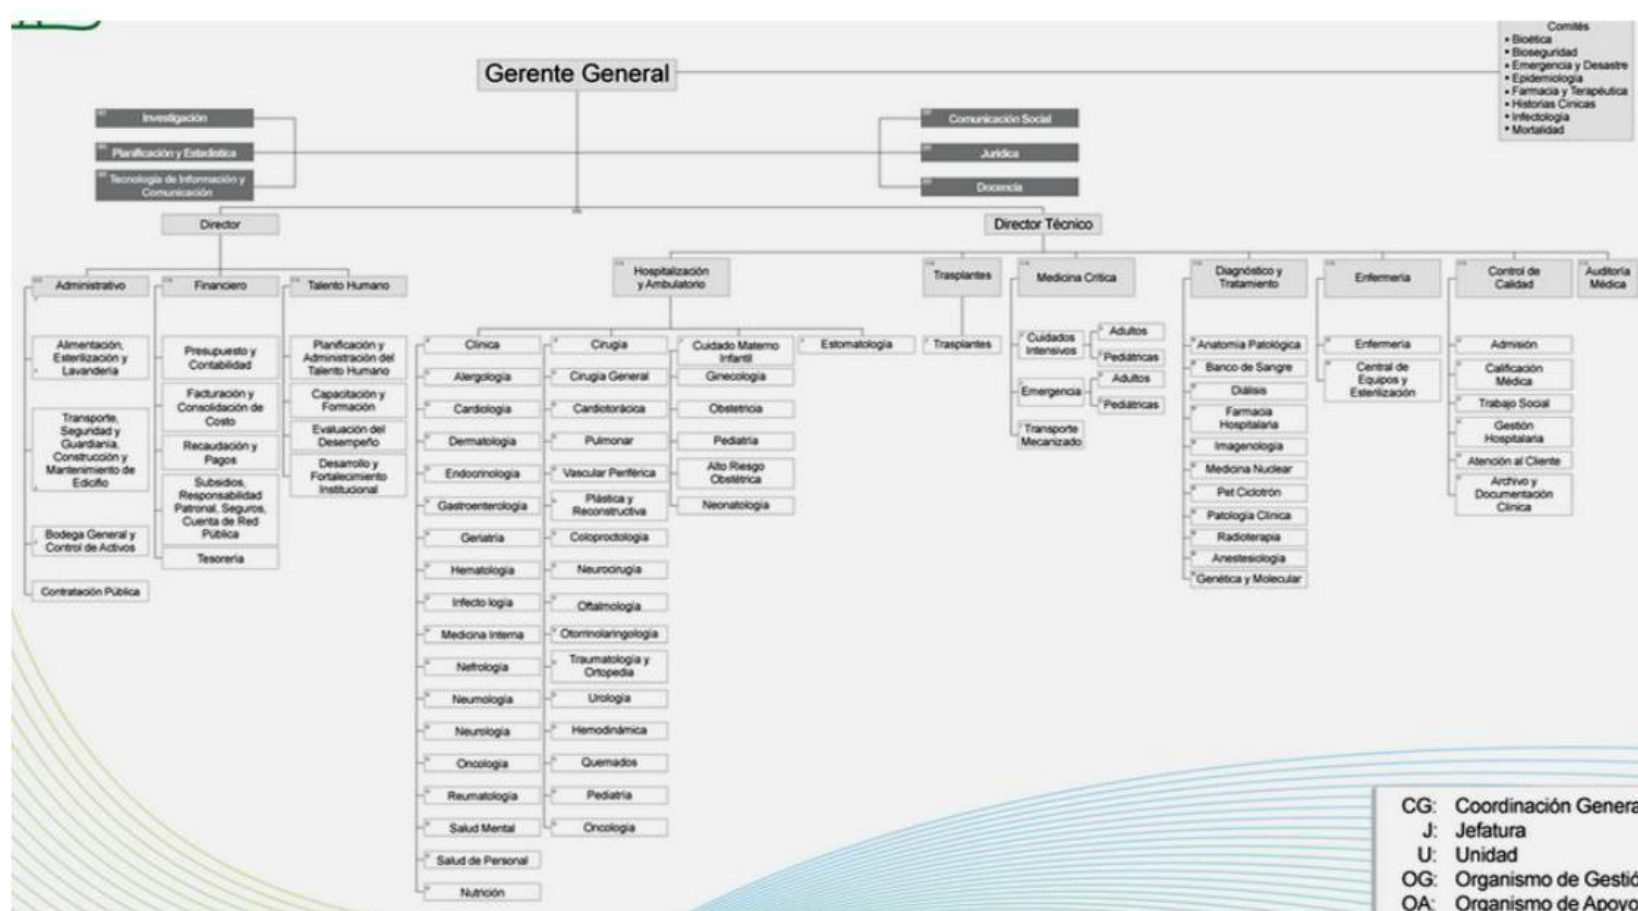 Comités
• Bioética
• Bioseguridad
• Emergencia y Desastre
• Epidemiología
• Farmacia y Terapéutica
• Historias Cínicas
• Infectología
• Mortalidad
Gerente General
Investigación
Planificación y Estadística
Tecnología de Información y
Comunicación
Comunicación Social
Jurídica
Docencia
Director
Director Técnico
Administrativo
Financiero
Talento Humano
Hospitalización
y Ambulatorio
Trasplantes
Medicina Crítica
Diagnóstico y
Tratamiento
Enfermería
Control de
Calidad
Auditoría
Médica
Alimentación,
Esterilización y
Lavandería
Transporte,
Seguridad y
Guardianía,
Construcción y
Mantenimiento de
Edicifio
Bodega General y
Control de Activos
Contratación Pública
Presupuesto y
Contabilidad
Facturación y
Consolidación de
Costo
Recaudación y
Pagos
Subsidios,
Responsabilidad
Patronal, Seguros,
Cuenta de Red
Pública
Tesorería
Planificación y
Administración del
Talento Humano
Capacitación y
Formación
Evaluación del
Desempeño
Desarrollo y
Fortalecimiento
Institucional
Clínica
Alergología
Cardiología
Dermatología
Endocrinología
Gastroenterología
Geriatría
Hematología
Infecto logía
Medicina Interna
Nefrología
Neumología
Neurología
Oncología
Reumatología
Salud Mental
Salud de Personal
Nutrición
Cirugía
Cirugía General
Cardiotorácica
Pulmonar
Vascular Periférica
Plástica y
Reconstructiva
Coloproctología
Neurocirugía
Oftalmología
Otorrinolaringología
Traumatología y
Ortopedia
Urología
Hemodinámica
Quemados
Pediatría
Oncología
Cuidado Materno
Infantil
Ginecología
Obstetricia
Pediatría
Alto Riesgo
Obstétrica
Neonatología
Estomatología
Trasplantes
Cuidados
Intensivos
Adultos
Pediátricas
Emergencia
Adultos
Pediátricas
Transporte
Mecanizado
Anatomía Patológica
Banco de Sangre
Diálisis
Farmacia
Hospitalaria
Imagenología
Medicina Nuclear
Pet Ciclotrón
Patología Clínica
Radioterapia
Anestesiología
Genética y Molecular
Enfermería
Central de
Equipos y
Esterilización
Admisión
Calificación
Médica
Trabajo Social
Gestión
Hospitalaria
Atención al Cliente
Archivo y
Documentación
Clínica
CG: Coordinación Genera
J: Jefatura
U: Unidad
OG: Organismo de Gestió
OA: Organismo de Apoyo